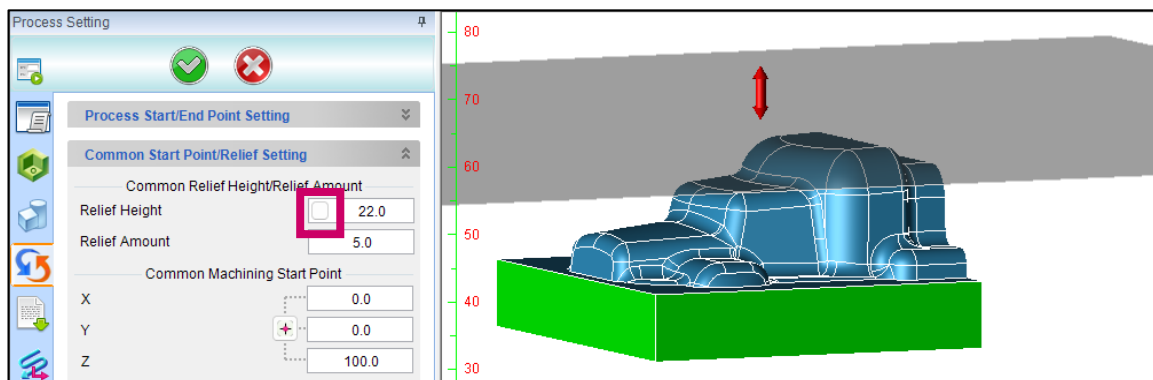 Process Setting
Process Start/End Point Setting
Common Start Point/Relief Setting
Common Relief Height/Relief Amount
Relief Height 22.0
Relief Amount 5.0
Common Machining Start Point
X 0.0
Y 0.0
Z 100.0
80
70
60
50
40
30